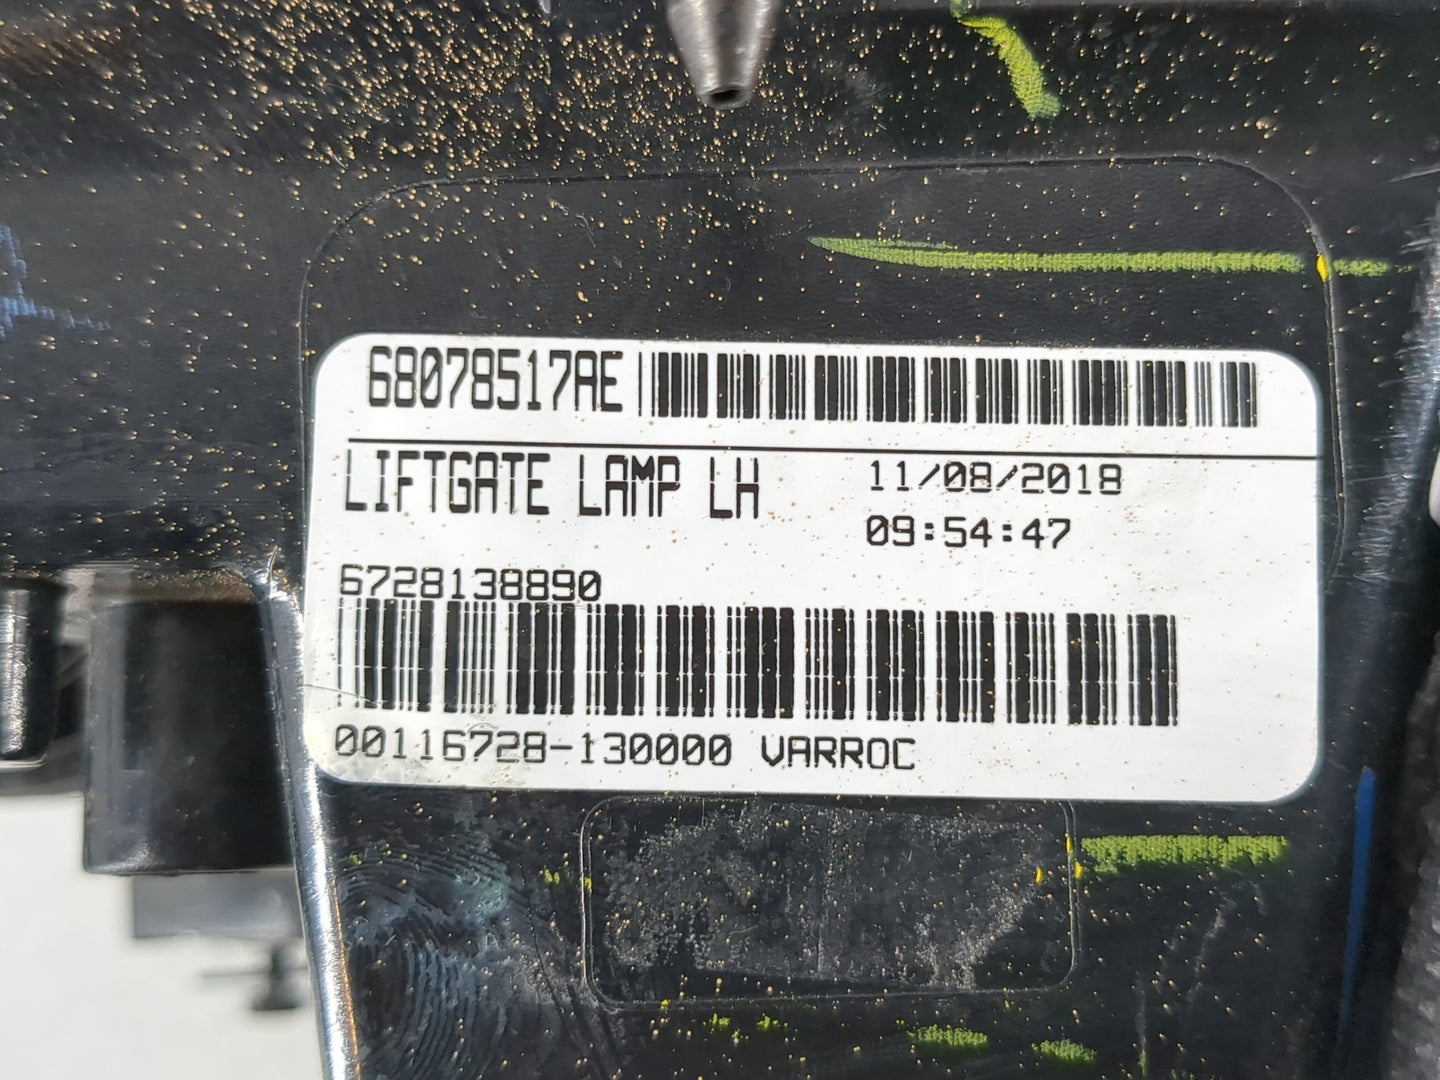 68078517AE
LIFTGATE LAMP LH
11/08/2018
09:54:47
6728138890
00116728-130000 VARROC